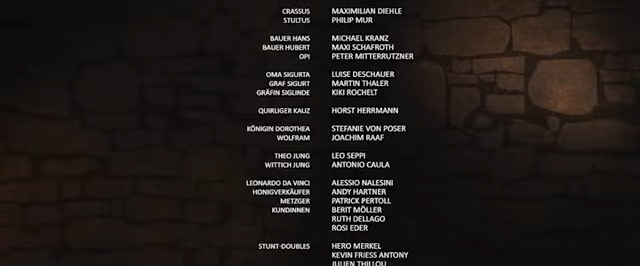 CRASSUS MAXIMILIAN DIEHLE
STULTUS PHILIP MUR
BAUER HANS MICHAEL KRANZ
BAUER HUBERT MAXI SCHAFROTH
OPI PETER MITTERRUTZNER
OMA SIGURTA LUISE DESCHAUER
GRAF SIGURT MARTIN THALER
GRÄFIN SIGLINDE KIKI ROCHELT
QUIRLIGER KAUZ HORST HERRMANN
KÖNIGIN DOROTHEA STEFANIE VON POSER
WOLFRAM JOACHIM RAAF
THEO JUNG LEO SEPPI
WITTICH JUNG ANTONIO CAULA
LEONARDO DA VINCI ALESSIO NALESINI
HONIGVERKÄUFER ANDY HARTNER
METZGER PATRICK PERTOLL
KUNDINNEN BERIT MÖLLER
RUTH DELLAGO
ROSI EDER
STUNT-DOUBLES HERO MERKEL
KEVIN FRIESS ANTONY
JULIEN THILLOU